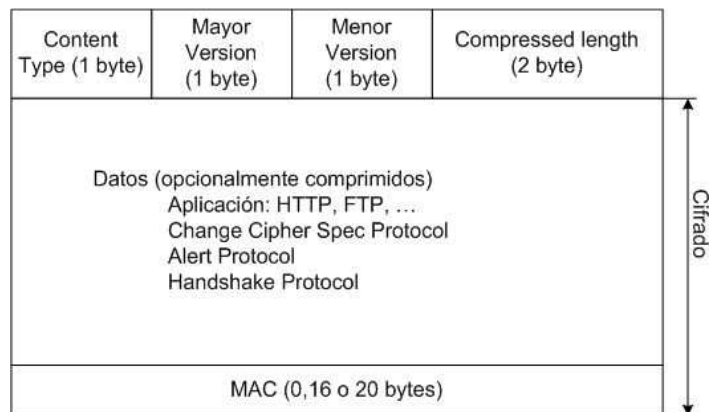 Content
Type (1 byte)
Mayor
Version
(1 byte)
Menor
Version
(1 byte)
Compressed length
(2 byte)
Datos (opcionalmente comprimidos)
Aplicación: HTTP, FTP, ...
Change Cipher Spec Protocol
Alert Protocol
Handshake Protocol
Cifrado
MAC (0,16 o 20 bytes)